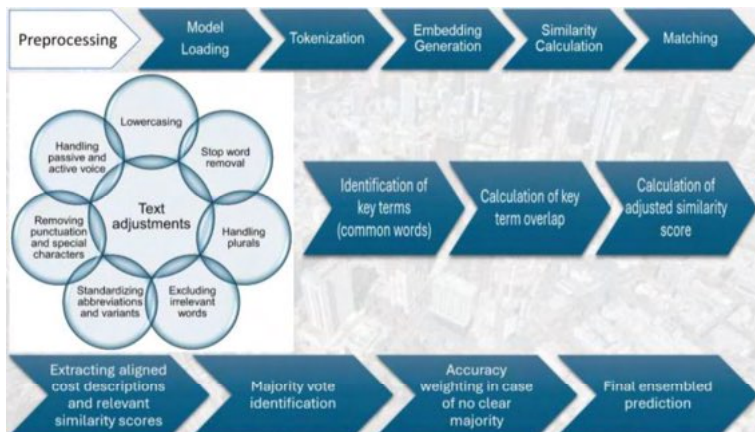 Preprocessing
Model
Loading
Tokenization
Embedding
Generation
Similarity
Calculation
Matching
Lowercasing
Stop word
removal
Handling
plurals
Excluding
irrelevant
words
Standardizing
abbreviations
and variants
Removing
punctuation
and special
characters
Handling
passive and
active voice
Text
adjustments
Identification of
key terms
(common words)
Calculation of key
term overlap
Calculation of
adjusted similarity
score
Extracting aligned
cost descriptions
and relevant
similarity scores
Majority vote
identification
Accuracy
weighting in case
of no clear
majority
Final ensembled
prediction